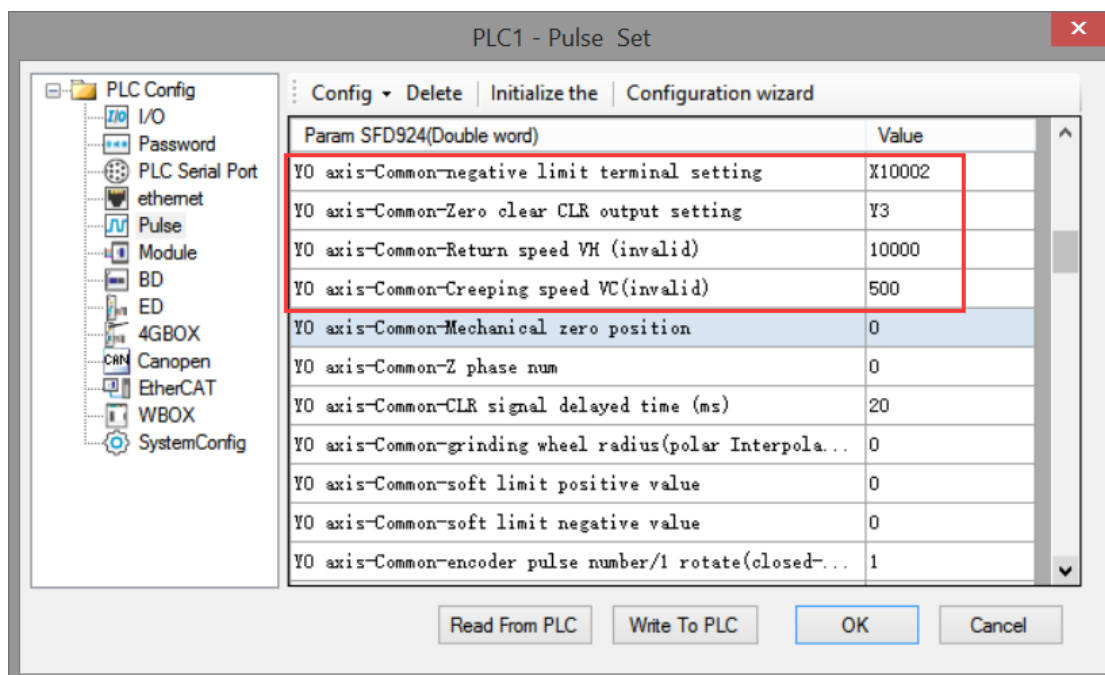 PLC1 - Pulse Set
PLC Config
I/O
Password
PLC Serial Port
ethernet
Pulse
Module
BD
ED
4GBOX
Canopen
EtherCAT
WBOX
SystemConfig
Config Delete Initialize the Configuration wizard
Param SFD924(Double word) Value
Y0 axis-Common-negative limit terminal setting X10002
Y0 axis-Common-Zero clear CLR output setting Y3
Y0 axis-Common-Return speed VH (invalid) 10000
Y0 axis-Common-Creeping speed VC(invalid) 500
Y0 axis-Common-Mechanical zero position 0
Y0 axis-Common-Z phase num 0
Y0 axis-Common-CLR signal delayed time (ms) 20
Y0 axis-Common-grinding wheel radius(polar Interpola... 0
Y0 axis-Common-soft limit positive value 0
Y0 axis-Common-soft limit negative value 0
Y0 axis-Common-encoder pulse number/1 rotate(closed-... 1
Read From PLC Write To PLC OK Cancel